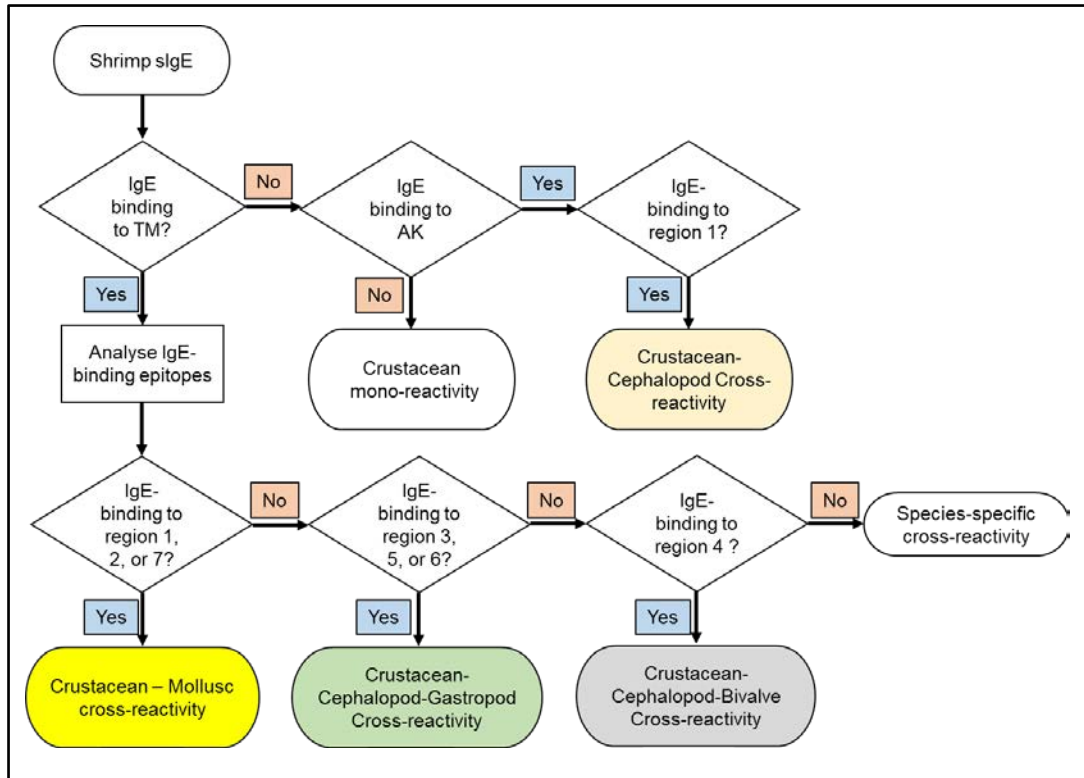 Shrimp sIgE
IgE
binding
to TM?
No
IgE
binding to
AK
Yes
IgE-
binding to
region 1?
Yes
No
Yes
Analyse IgE-
binding epitopes
Crustacean
mono-reactivity
Crustacean-
Cephalopod Cross-
reactivity
IgE-
binding to
region 1,
2, or 7?
No
IgE-
binding to
region 3,
5, or 6?
No
IgE-
binding to
region 4 ?
No
Species-specific
cross-reactivity
Yes
Yes
Yes
Crustacean – Mollusc
cross-reactivity
Crustacean-
Cephalopod-Gastropod
Cross-reactivity
Crustacean-
Cephalopod-Bivalve
Cross-reactivity